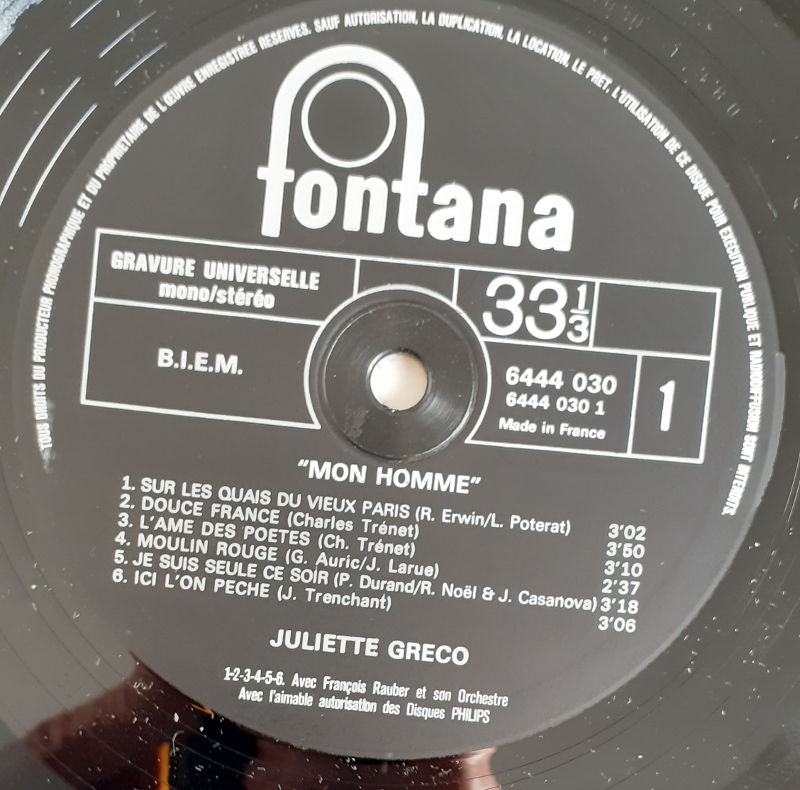 TOUS DROITS DU PRODUCTEUR PHONOGRAPHIQUE ET DU PROPRIETAIRE DE L'ŒUVRE ENREGISTREE RESERVES. SAUF AUTORISATION, LA DUPLICATION, LA LOCATION, LE PRET, L'UTILISATION DE CE DISQUE POUR EXECUTION PUBLIQUE ET RADIODIFFUSION SONT INTERDITS.
fontana
GRAVURE UNIVERSELLE
mono/stéréo
B.I.E.M.
33 1/3
6444 030
6444 030 1
Made in France
1
"MON HOMME"
1. SUR LES QUAIS DU VIEUX PARIS (R. Erwin/L. Poterat) 3'02
2. DOUCE FRANCE (Charles Trénet) 3'50
3. L'AME DES POETES (Ch. Trénet) 3'10
4. MOULIN ROUGE (G. Auric/J. Larue) 2'37
5. JE SUIS SEULE CE SOIR (P. Durand/R. Noël & J. Casanova) 3'18
6. ICI L'ON PECHE (J. Trenchant) 3'06
JULIETTE GRECO
1-2-3-4-5-6. Avec François Rauber et son Orchestre
Avec l'aimable autorisation des Disques PHILIPS